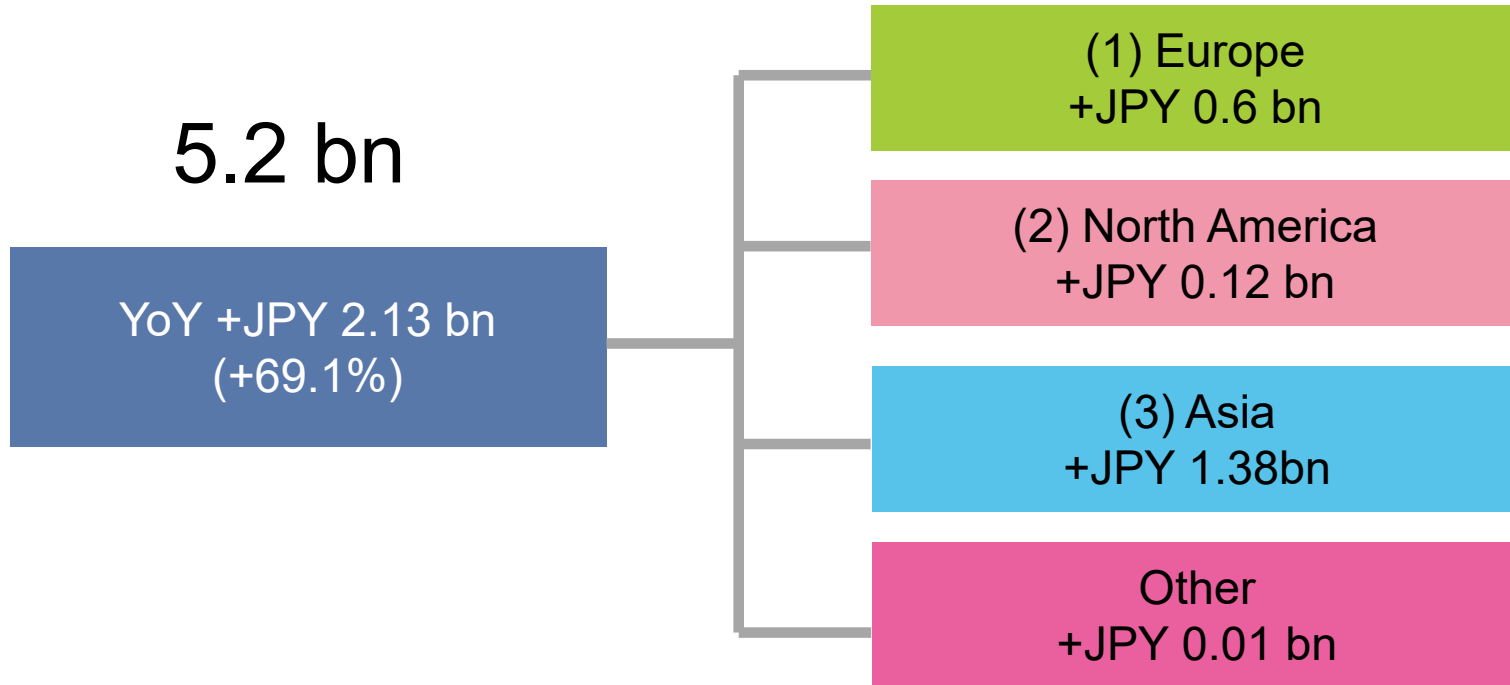 5.2 bn
YoY +JPY 2.13 bn
(+69.1%)
(1) Europe
+JPY 0.6 bn
(2) North America
+JPY 0.12 bn
(3) Asia
+JPY 1.38bn
Other
+JPY 0.01 bn